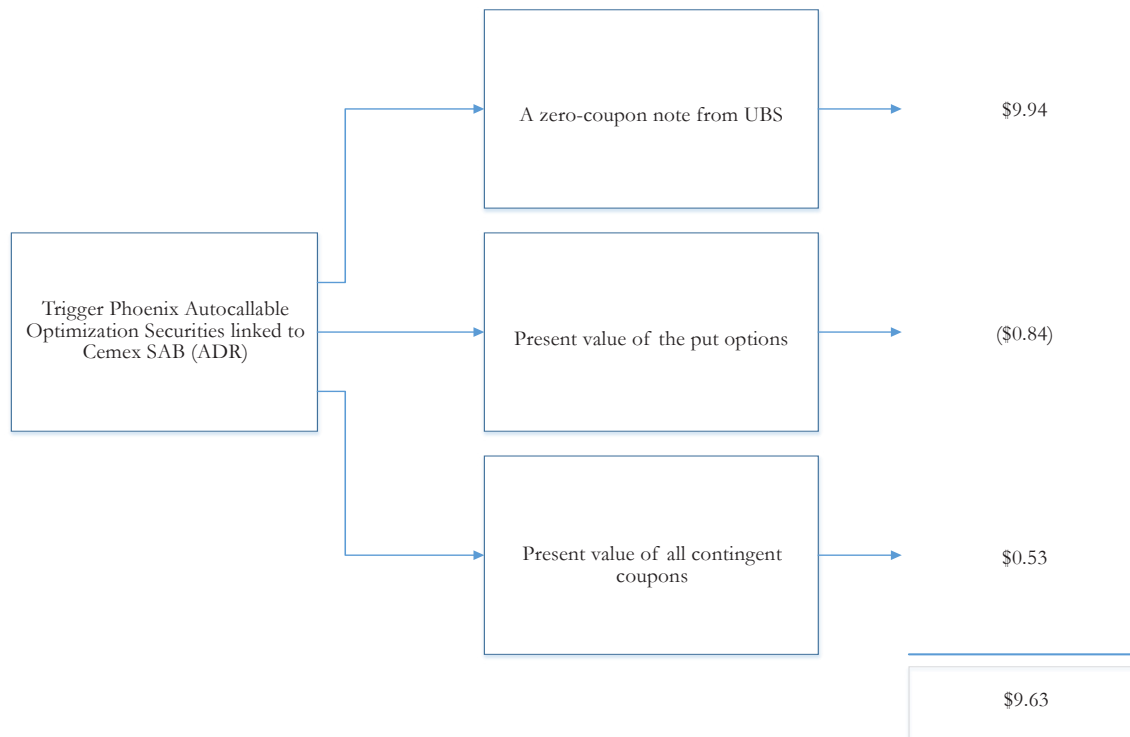 A zero-coupon note from UBS
$9.94
Trigger Phoenix Autocallable
Optimization Securities linked to
Cemex SAB (ADR)
Present value of the put options
($0.84)
Present value of all contingent
coupons
$0.53
$9.63